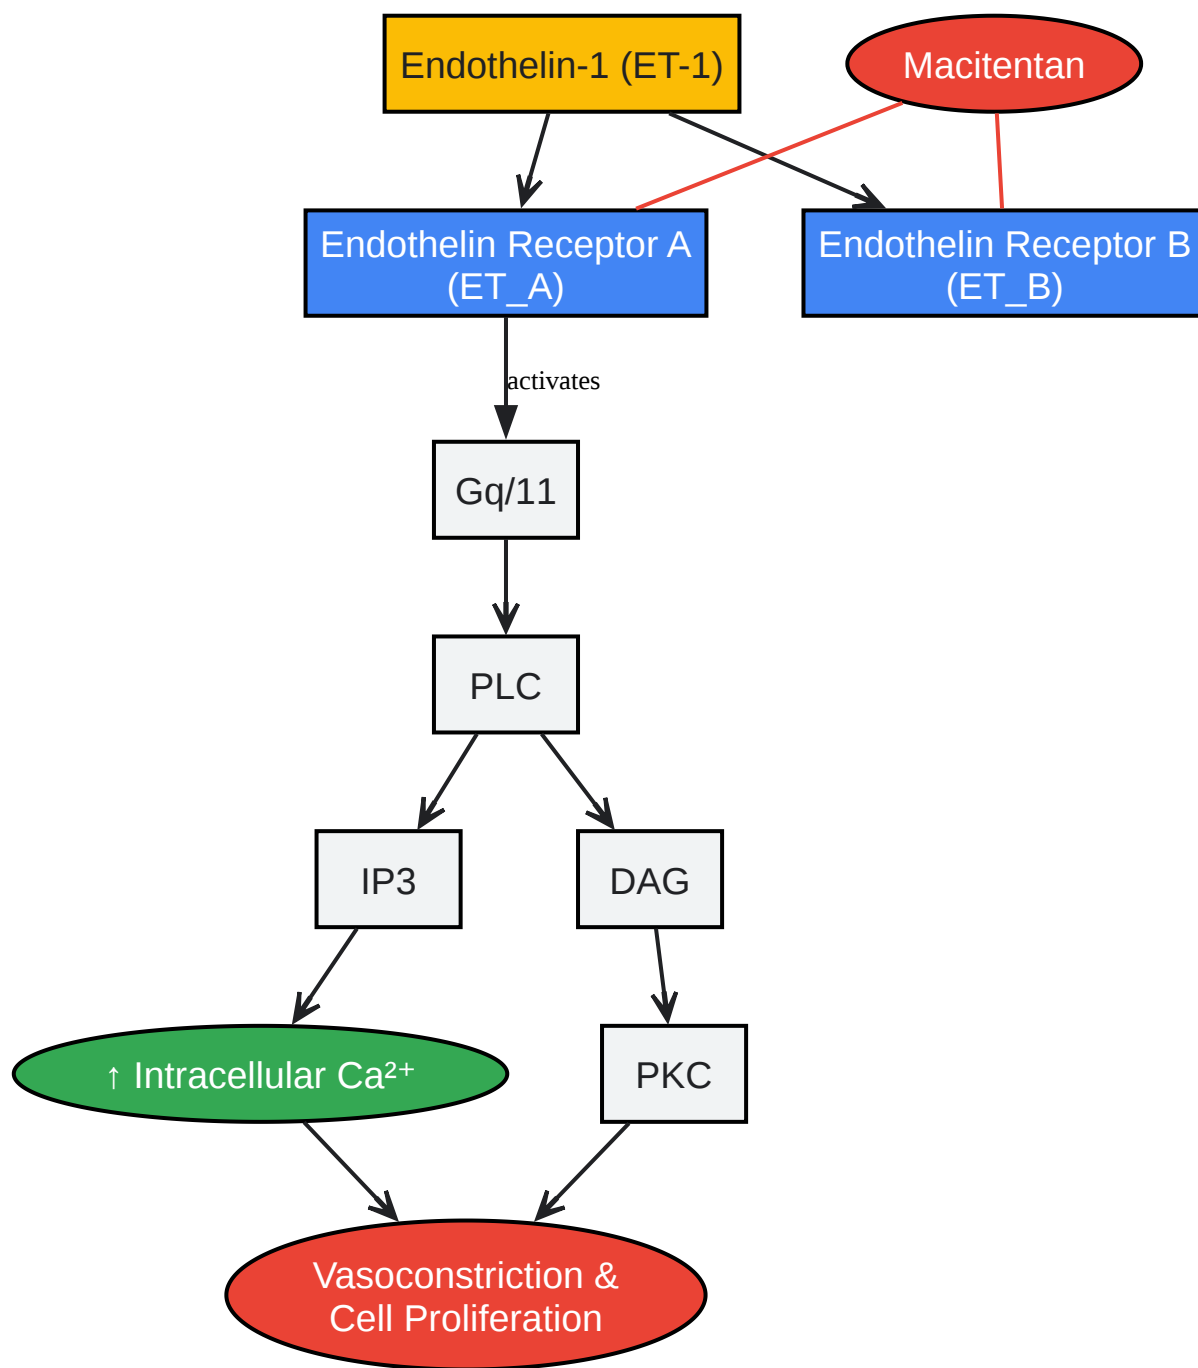 Endothelin-1 (ET-1)
Macitentan
Endothelin Receptor A
(ET_A)
Endothelin Receptor B
(ET_B)
activates
Gq/11
PLC
IP3
DAG
↑ Intracellular Ca²⁺
PKC
Vasoconstriction &
Cell Proliferation